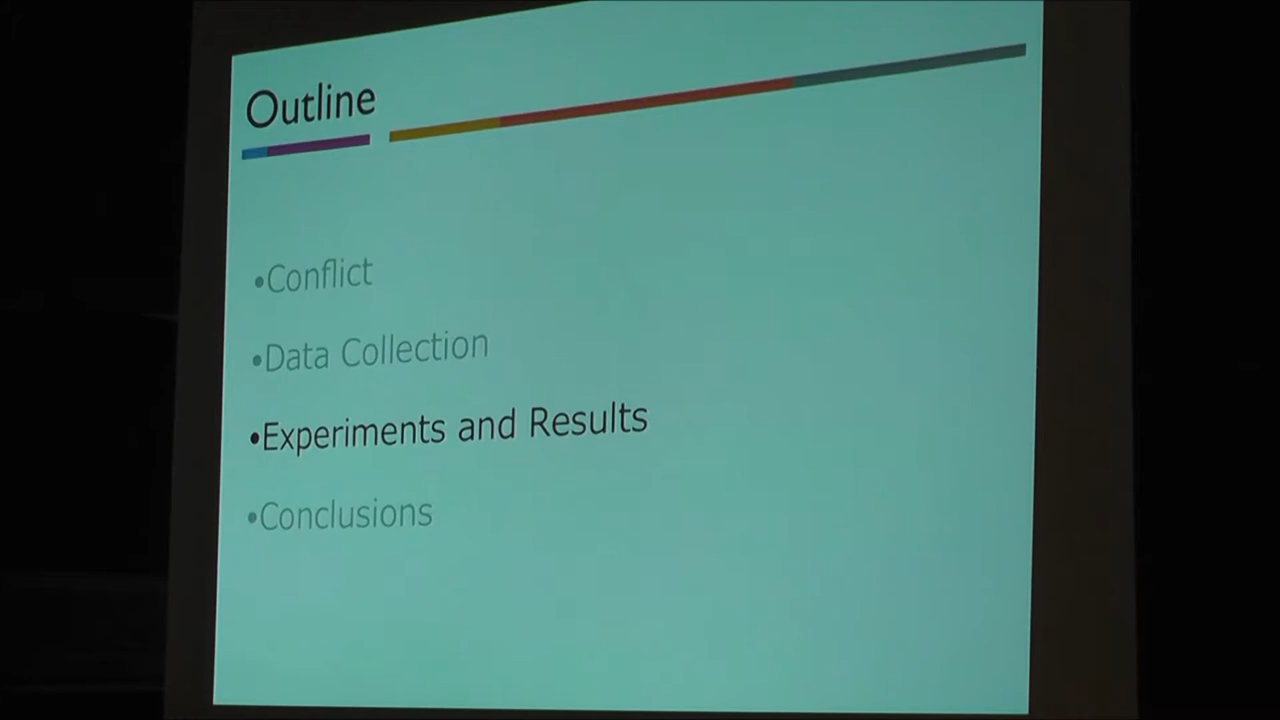 Outline
•Conflict
•Data Collection
•Experiments and Results
•Conclusions